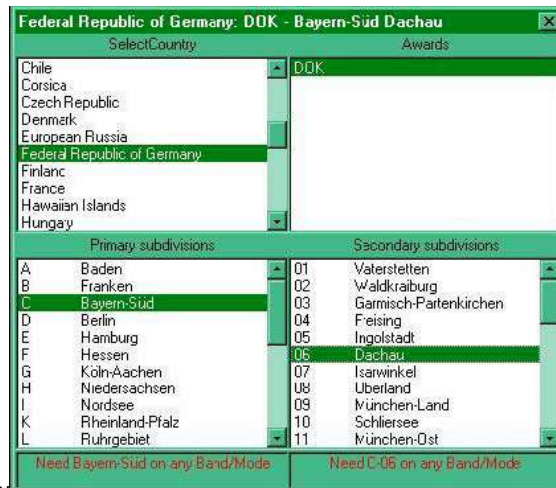 Federal Republic of Germany: DOK - Bayern-Süd Dachau
SelectCountry
Awards
Chile
Corsica
Czech Republic
Denmark
European Russia
Federal Republic of Germany
Finland
France
Hawaiian Islands
Hungary
DOK
Primary subdivisions
Secondary subdivisions
A Baden
B Franken
C Bayern-Süd
D Berlin
E Hamburg
F Hessen
G Köln-Aachen
H Niedersachsen
I Nordsee
K Rheinland-Pfalz
L Ruhrgebiet
01 Vaterstetten
02 Waldkraiburg
03 Garmisch-Partenkirchen
04 Freising
05 Ingolstadt
06 Dachau
07 Isarwinkel
08 Oberland
09 München-Land
10 Schliersee
11 München-Ost
Need Bayern-Süd on any Band/Mode
Need C-06 on any Band/Mode